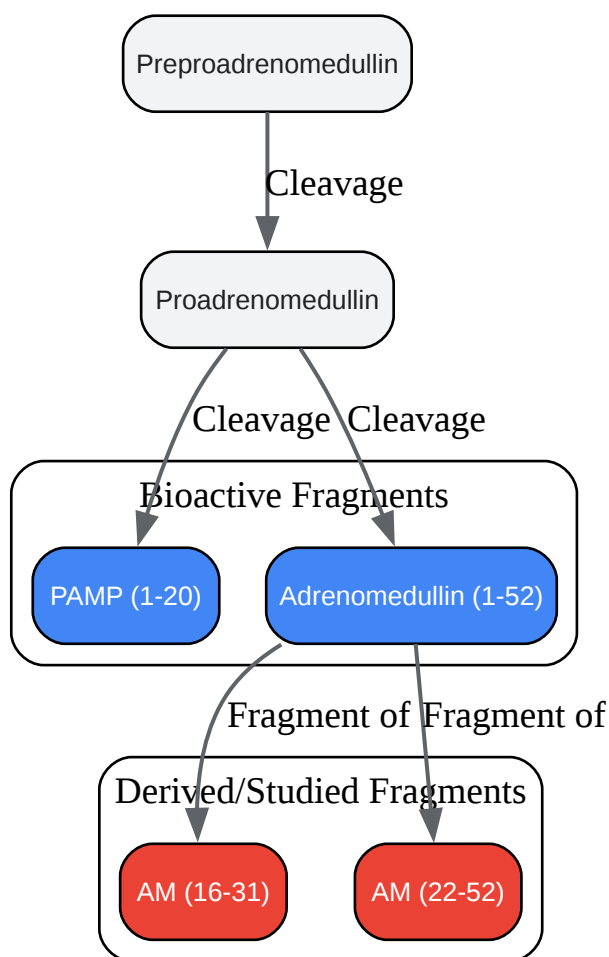 Preproadrenomedullin
Cleavage
Proadrenomedullin
Cleavage
Cleavage
Bioactive Fragments
PAMP (1-20)
Adrenomedullin (1-52)
Fragment of
Fragment of
Derived/Studied Fragments
AM (16-31)
AM (22-52)